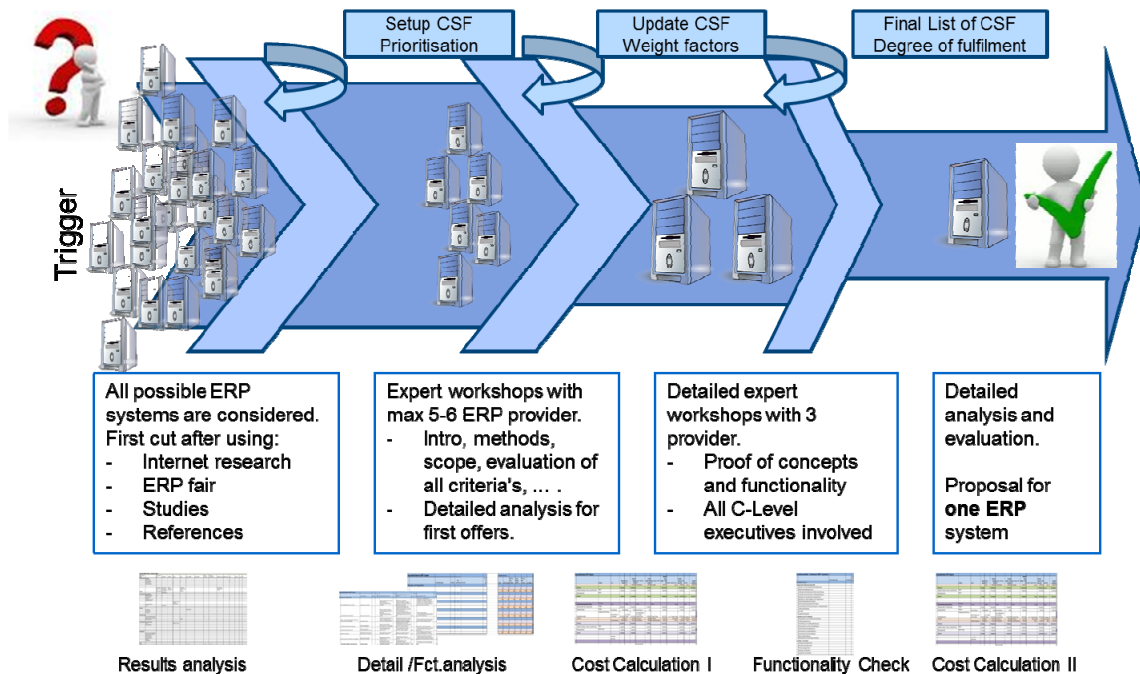 Setup CSF
Prioritisation
Update CSF
Weight factors
Final List of CSF
Degree of fulfilment
Trigger
All possible ERP
systems are considered.
First cut after using:
- Internet research
- ERP fair
- Studies
- References
Expert workshops with
max 5-6 ERP provider.
- Intro, methods,
scope, evaluation of
all criteria's, ... .
- Detailed analysis for
first offers.
Detailed expert
workshops with 3
provider.
- Proof of concepts
and functionality
- All C-Level
executives involved
Detailed
analysis and
evaluation.
Proposal for
one ERP
system
Results analysis
Detail /Fct.analysis
Cost Calculation I
Functionality Check
Cost Calculation II